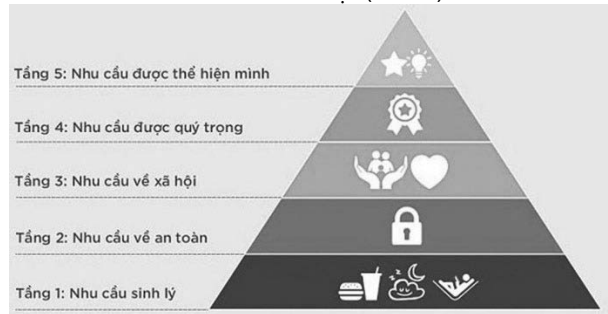 Tầng 5: Nhu cầu được thể hiện mình
Tầng 4: Nhu cầu được quý trọng
Tầng 3: Nhu cầu về xã hội
Tầng 2: Nhu cầu về an toàn
Tầng 1: Nhu cầu sinh lý